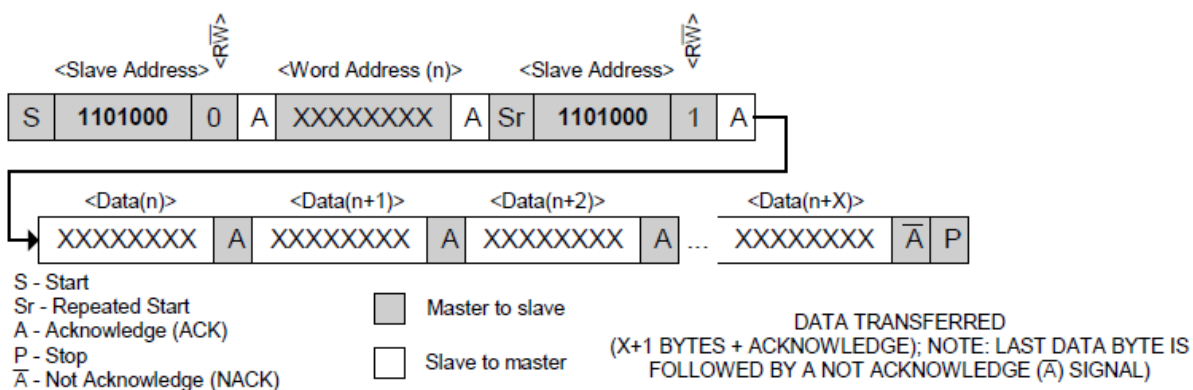 <Slave Address> <RW̅> <Word Address (n)> <Slave Address> <RW̅>
S 1101000 0 A XXXXXXXX A Sr 1101000 1 A
<Data(n)> <Data(n+1)> <Data(n+2)> <Data(n+X)>
XXXXXXXX A XXXXXXXX A XXXXXXXX A ... XXXXXXXX A̅ P
S - Start
Sr - Repeated Start
A - Acknowledge (ACK)
P - Stop
A̅ - Not Acknowledge (NACK)
Master to slave
Slave to master
DATA TRANSFERRED
(X+1 BYTES + ACKNOWLEDGE); NOTE: LAST DATA BYTE IS
FOLLOWED BY A NOT ACKNOWLEDGE (A̅) SIGNAL)